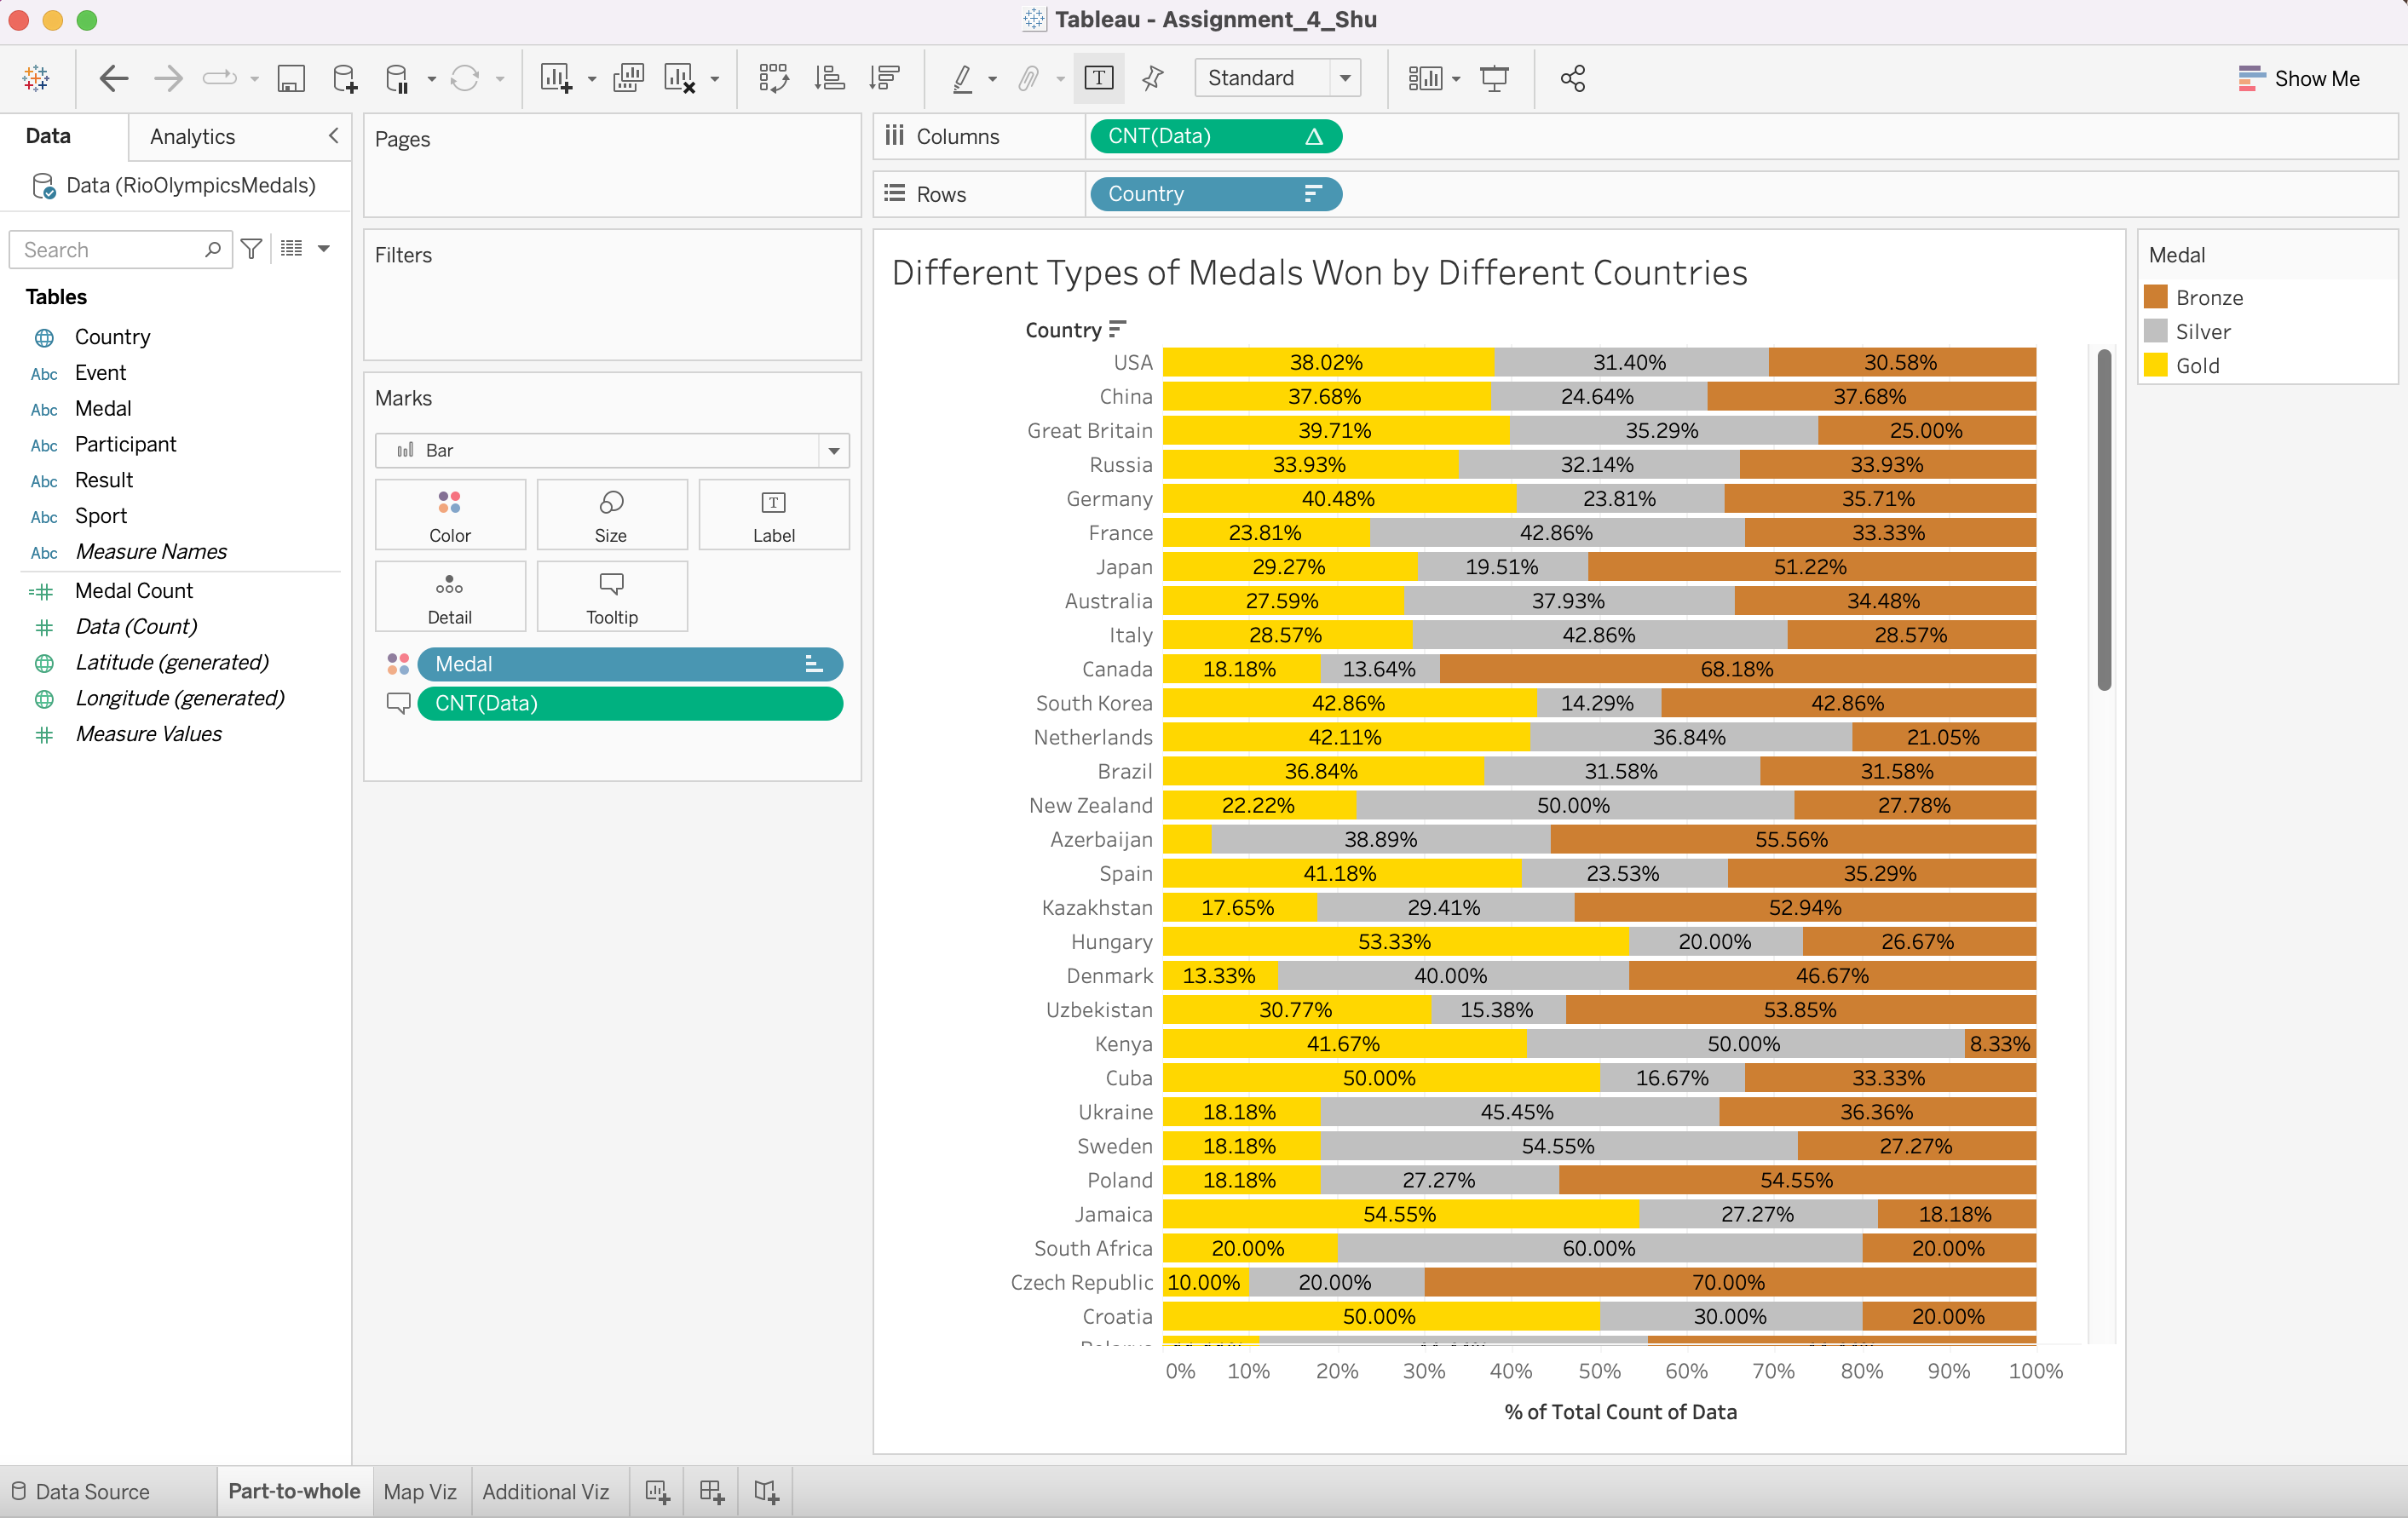 Tableau - Assignment_4_Shu
Standard
Show Me
Data
Analytics
Data (RioOlympicsMedals)
Search
Tables
Country
Abc Event
Abc Medal
Abc Participant
Abc Result
Abc Sport
Abc Measure Names
Medal Count
Data (Count)
Latitude (generated)
Longitude (generated)
Measure Values
Pages
Filters
Marks
Bar
Color
Size
T
Label
Detail
Tooltip
Medal
CNT(Data)
Columns
CNT(Data)
Rows
Country
Different Types of Medals Won by Different Countries
Country
USA 38.02% 31.40% 30.58%
China 37.68% 24.64% 37.68%
Great Britain 39.71% 35.29% 25.00%
Russia 33.93% 32.14% 33.93%
Germany 40.48% 23.81% 35.71%
France 23.81% 42.86% 33.33%
Japan 29.27% 19.51% 51.22%
Australia 27.59% 37.93% 34.48%
Italy 28.57% 42.86% 28.57%
Canada 18.18% 13.64% 68.18%
South Korea 42.86% 14.29% 42.86%
Netherlands 42.11% 36.84% 21.05%
Brazil 36.84% 31.58% 31.58%
New Zealand 22.22% 50.00% 27.78%
Azerbaijan 38.89% 55.56%
Spain 41.18% 23.53% 35.29%
Kazakhstan 17.65% 29.41% 52.94%
Hungary 53.33% 20.00% 26.67%
Denmark 13.33% 40.00% 46.67%
Uzbekistan 30.77% 15.38% 53.85%
Kenya 41.67% 50.00% 8.33%
Cuba 50.00% 16.67% 33.33%
Ukraine 18.18% 45.45% 36.36%
Sweden 18.18% 54.55% 27.27%
Poland 18.18% 27.27% 54.55%
Jamaica 54.55% 27.27% 18.18%
South Africa 20.00% 60.00% 20.00%
Czech Republic 10.00% 20.00% 70.00%
Croatia 50.00% 30.00% 20.00%
0% 10% 20% 30% 40% 50% 60% 70% 80% 90% 100%
% of Total Count of Data
Medal
Bronze
Silver
Gold
Data Source
Part-to-whole
Map Viz
Additional Viz